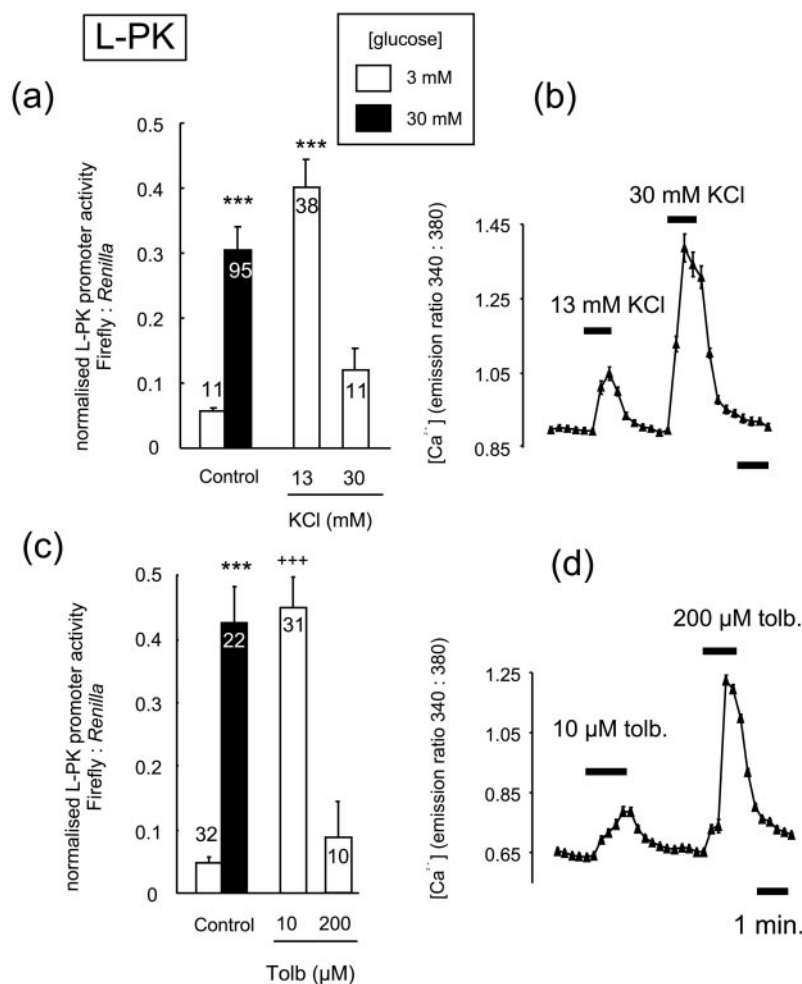 L-PK
[glucose]
3 mM
30 mM
(a)
normalised L-PK promoter activity
Firefly : Renilla
0.5
0.4
0.3
0.2
0.1
0
***
***
11
95
38
11
Control
13
30
KCl (mM)
(b)
[Ca²⁺] (emission ratio 340 : 380)
1.45
1.25
1.05
0.85
13 mM KCl
30 mM KCl
(c)
normalised L-PK promoter activity
Firefly : Renilla
0.5
0.4
0.3
0.2
0.1
0
***
+++
32
22
31
10
Control
10
200
Tolb (µM)
(d)
[Ca²⁺] (emission ratio 340 : 380)
1.25
1.05
0.85
0.65
10 µM tolb.
200 µM tolb.
1 min.